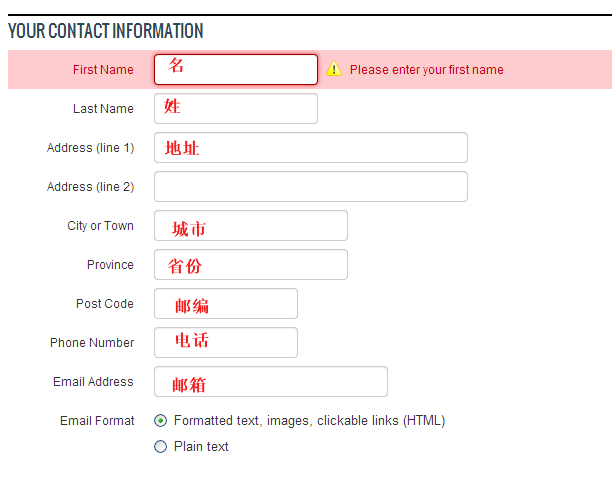 YOUR CONTACT INFORMATION
First Name 名 Please enter your first name
Last Name 姓
Address (line 1) 地址
Address (line 2)
City or Town 城市
Province 省份
Post Code 邮编
Phone Number 电话
Email Address 邮箱
Email Format Formatted text, images, clickable links (HTML)
Plain text